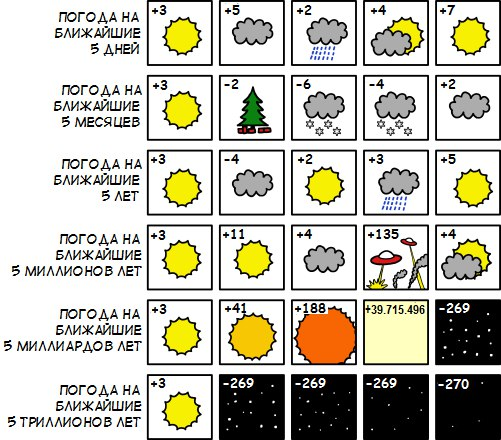 ПОГОДА НА
БЛИЖАЙШИЕ
5 ДНЕЙ
+3
+5
+2
+4
+7
ПОГОДА НА
БЛИЖАЙШИЕ
5 МЕСЯЦЕВ
+3
-2
-6
-4
+2
ПОГОДА НА
БЛИЖАЙШИЕ
5 ЛЕТ
+3
-4
+2
+3
+5
ПОГОДА НА
БЛИЖАЙШИЕ
5 МИЛЛИОНОВ ЛЕТ
+3
+11
+4
+135
+4
ПОГОДА НА
БЛИЖАЙШИЕ
5 МИЛЛИАРДОВ ЛЕТ
+3
+41
+188
+39.715.496
-269
ПОГОДА НА
БЛИЖАЙШИЕ
5 ТРИЛЛИОНОВ ЛЕТ
+3
-269
-269
-269
-270